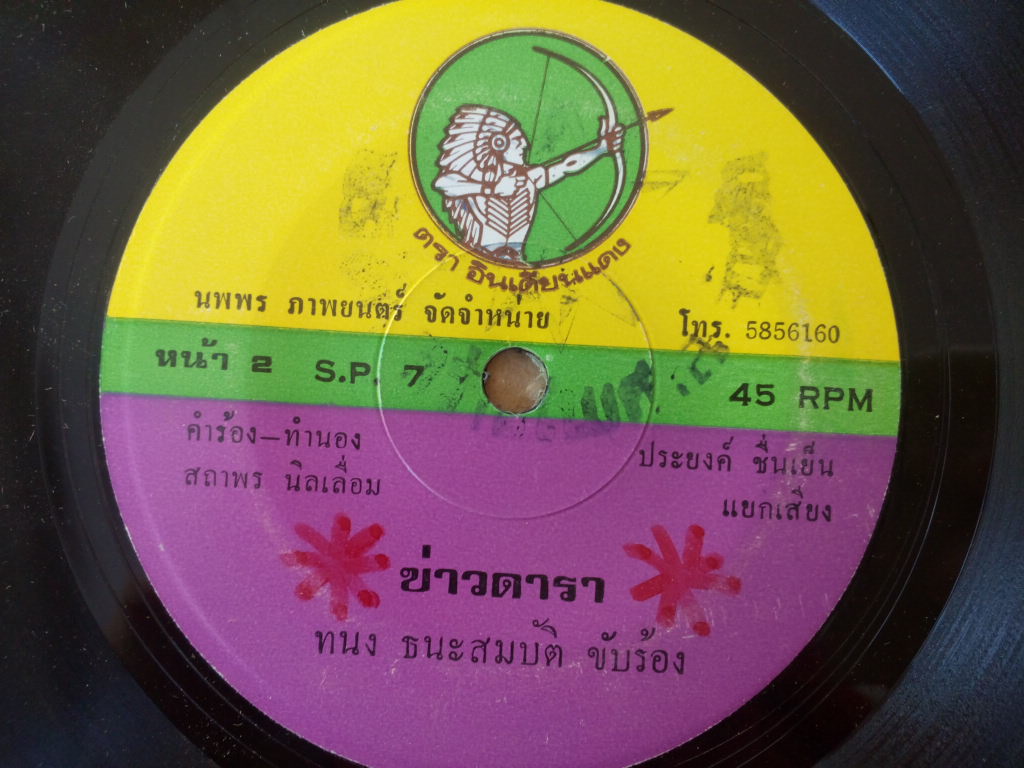 ตรา อินเดียนแดง
นพพร ภาพยนตร์ จัดจำหน่าย
โทร. 5856160
หน้า 2 S.P. 7
45 RPM
คำร้อง–ทำนอง
สถาพร นิลเลื่อม
ประยงค์ ชื่นเย็น
แยกเสียง
ข่าวดารา
ทนง ธนะสมบัติ ขับร้อง